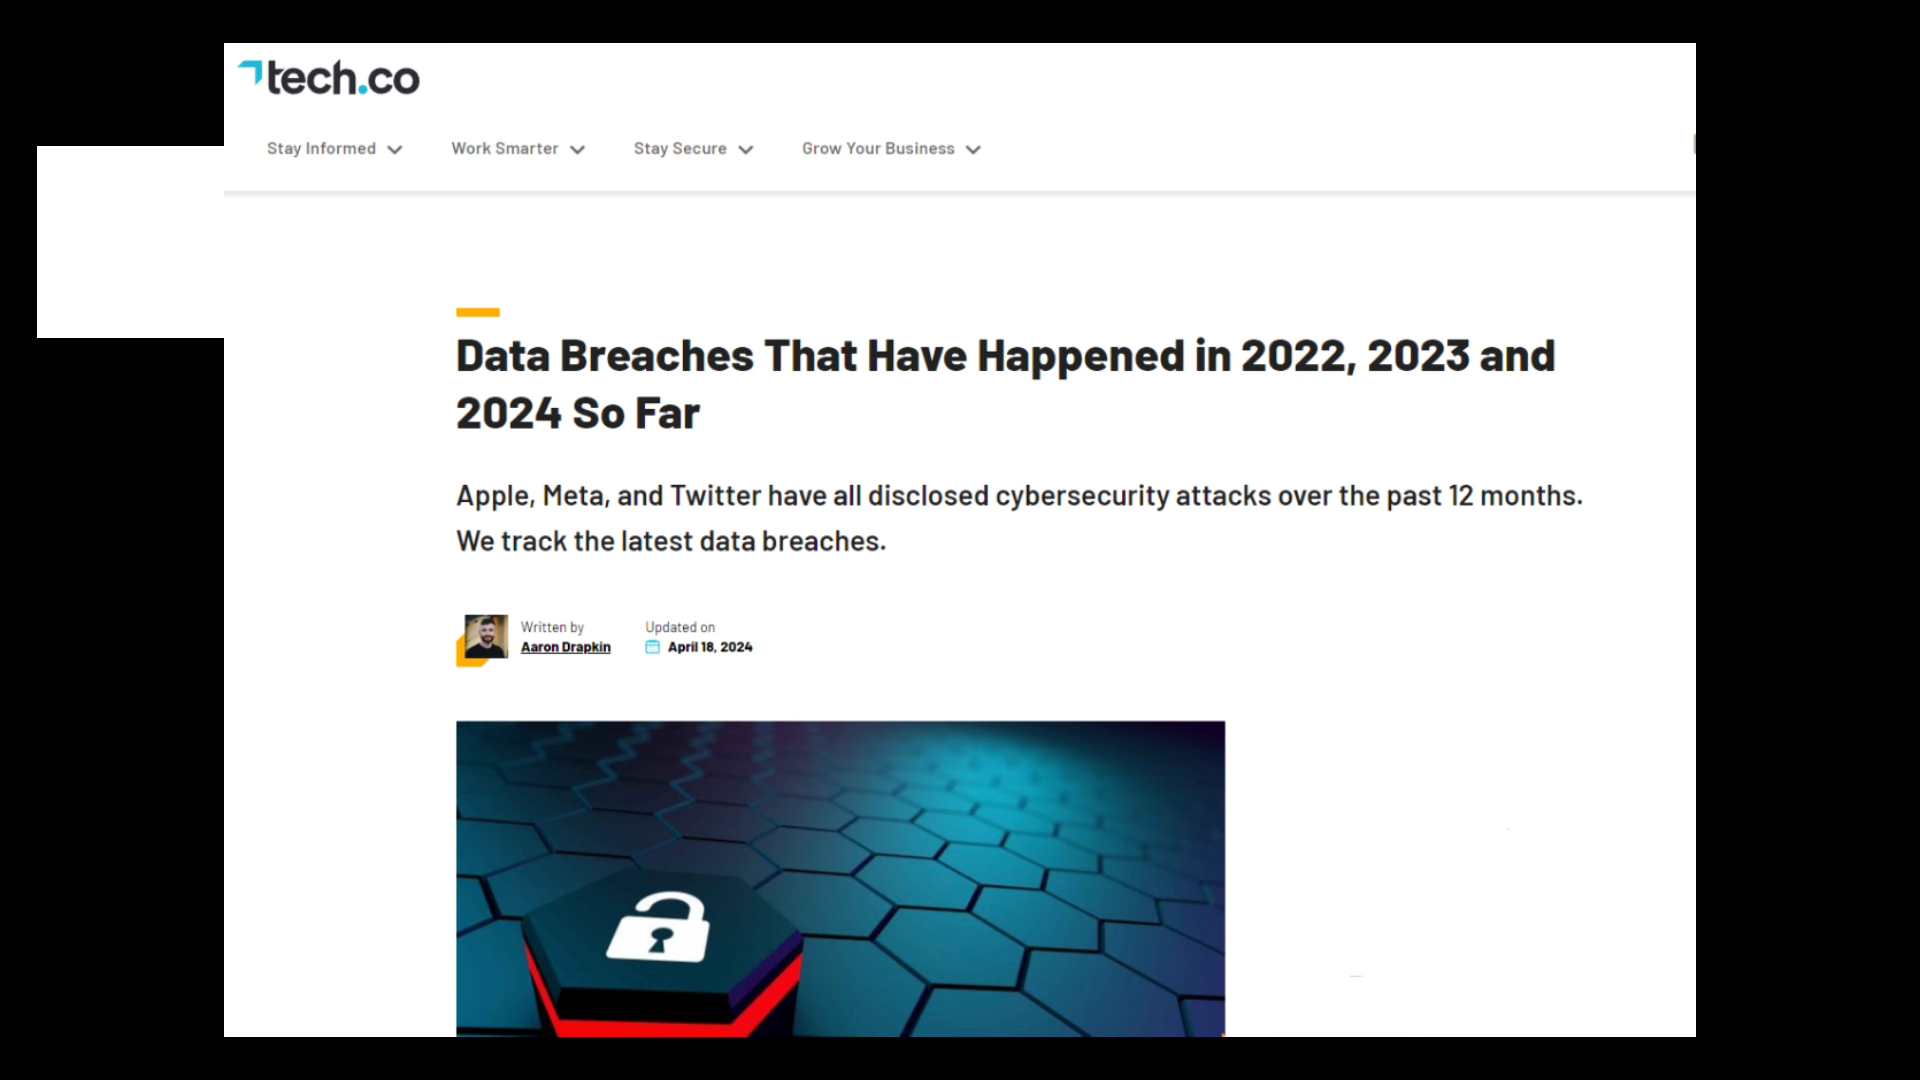 tech.co
Stay Informed Work Smarter Stay Secure Grow Your Business
Data Breaches That Have Happened in 2022, 2023 and
2024 So Far
Apple, Meta, and Twitter have all disclosed cybersecurity attacks over the past 12 months.
We track the latest data breaches.
Written by
Aaron Drapkin
Updated on
April 18, 2024